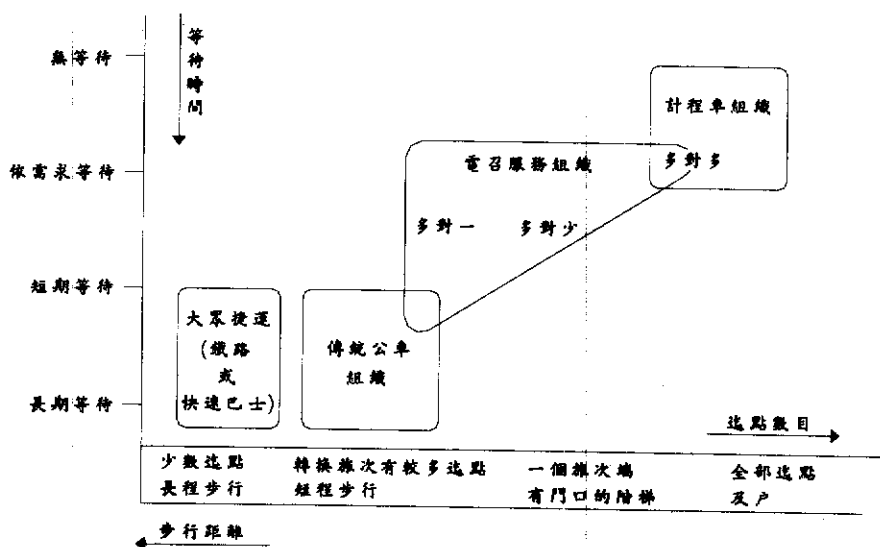 等待時間
無等待
計程車組織
依需求等待
電召服務組織
多對多
多對一
多對少
短期等待
大眾捷運
(鐵路
或
快速巴士)
傳統公車
組織
長期等待
迄點數目
少數迄點
長程步行
轉換旅次有較多迄點
短程步行
一個旅次端
有門口的階梯
全部迄點
及戶
步行距離